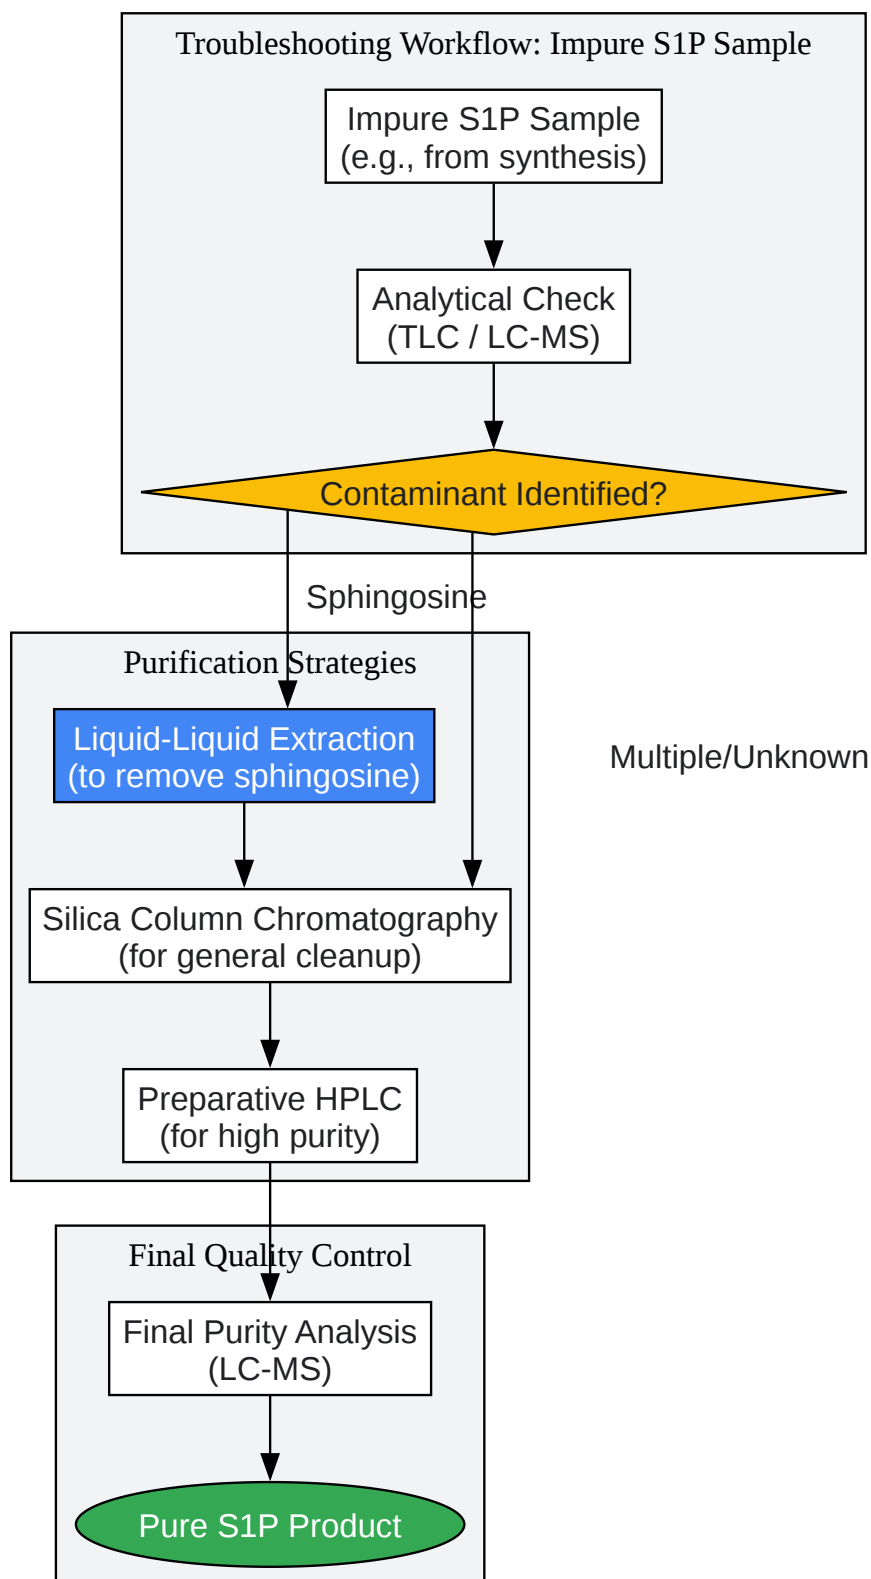 Troubleshooting Workflow: Impure S1P Sample
Impure S1P Sample
(e.g., from synthesis)
Analytical Check
(TLC / LC-MS)
Contaminant Identified?
Sphingosine
Purification Strategies
Liquid-Liquid Extraction
(to remove sphingosine)
Multiple/Unknown
Silica Column Chromatography
(for general cleanup)
Preparative HPLC
(for high purity)
Final Quality Control
Final Purity Analysis
(LC-MS)
Pure S1P Product